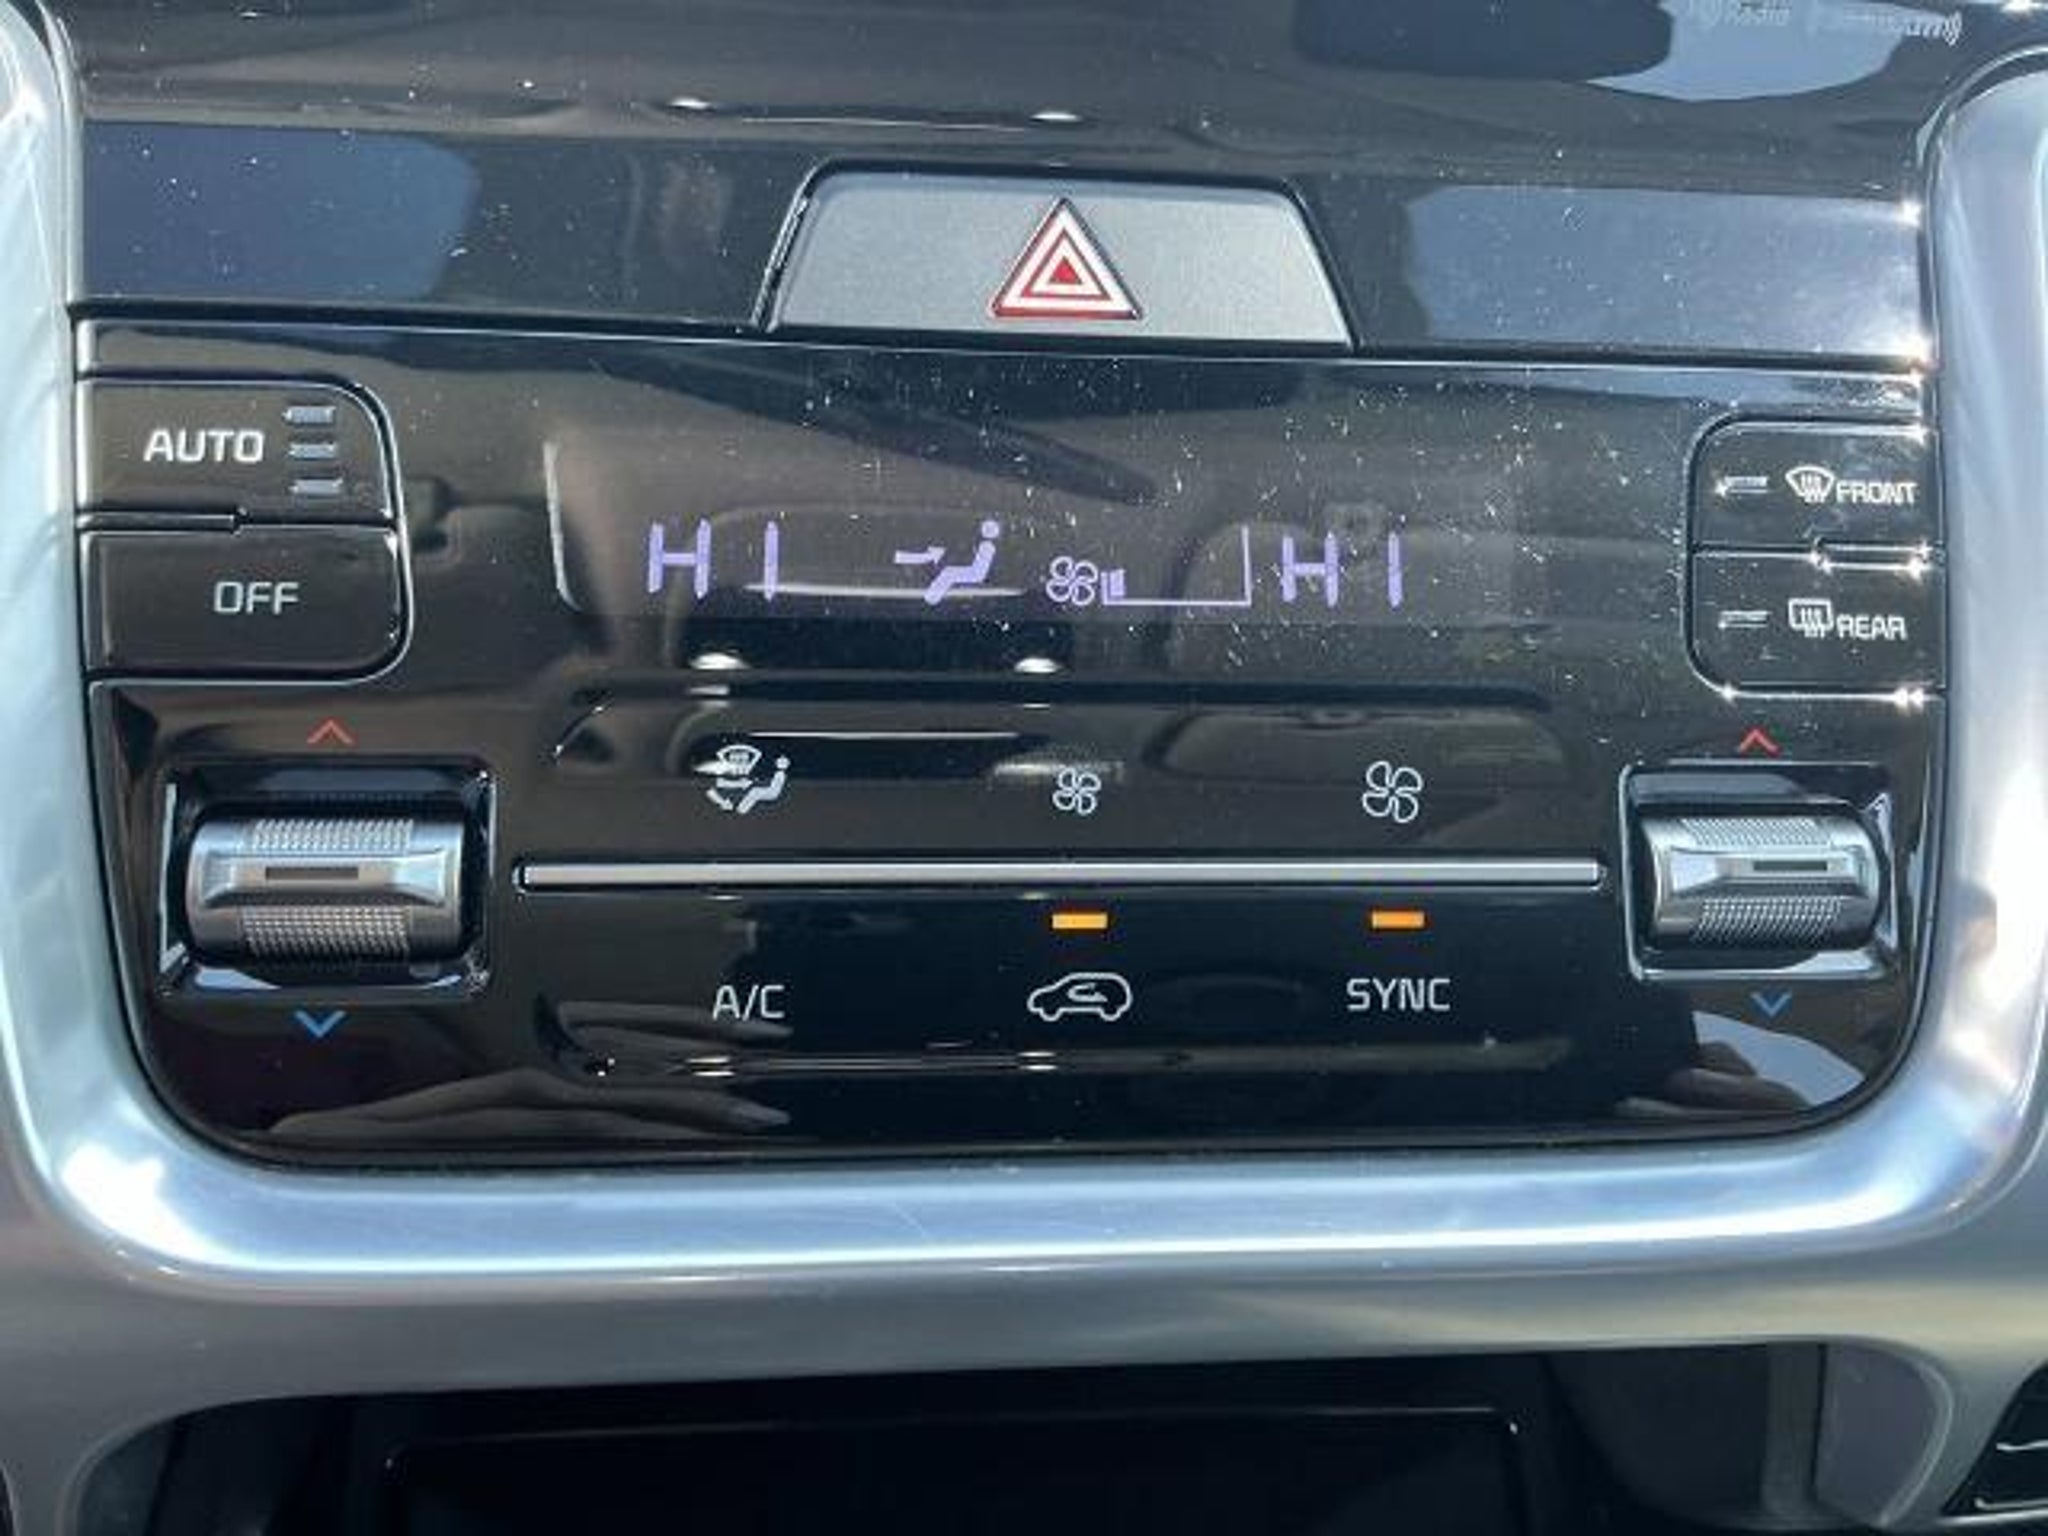 AUTO
HI HI
FRONT
OFF
REAR
A/C SYNC